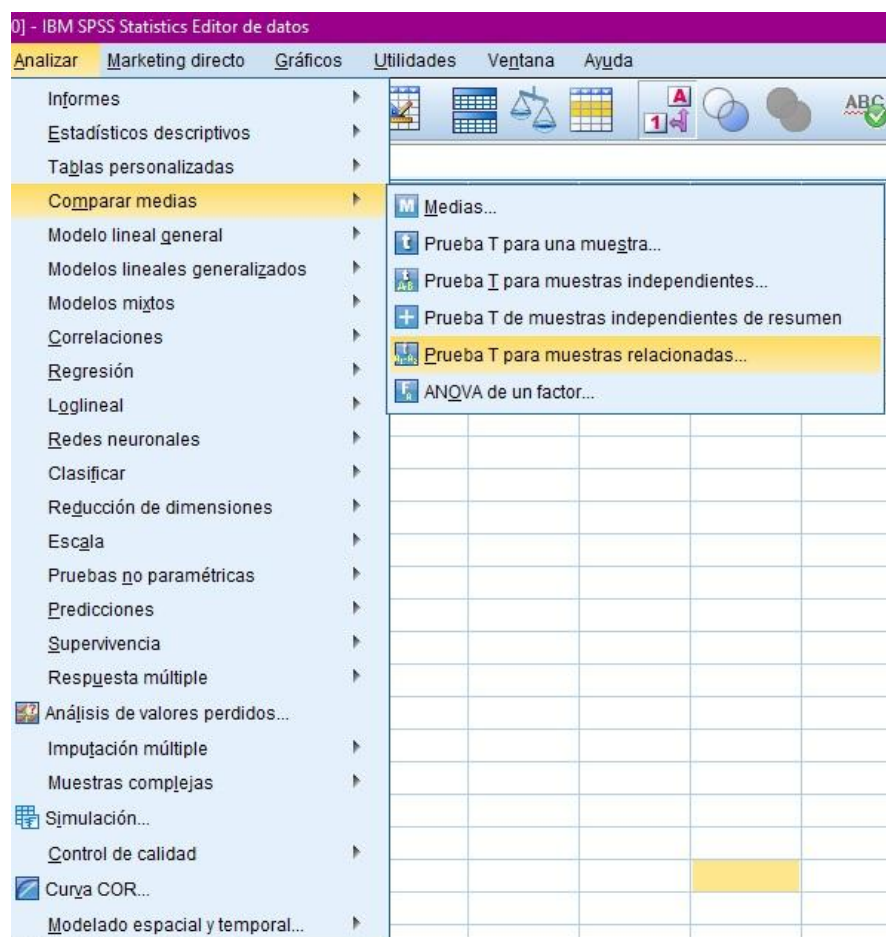 0] - IBM SPSS Statistics Editor de datos
Analizar Marketing directo Gráficos Utilidades Ventana Ayuda
Informes
Estadísticos descriptivos
Tablas personalizadas
Comparar medias
Modelo lineal general
Modelos lineales generalizados
Modelos mixtos
Correlaciones
Regresión
Loglineal
Redes neuronales
Clasificar
Reducción de dimensiones
Escala
Pruebas no paramétricas
Predicciones
Supervivencia
Respuesta múltiple
Análisis de valores perdidos...
Imputación múltiple
Muestras complejas
Simulación...
Control de calidad
Curva COR...
Modelado espacial y temporal...
A
1
ABC
M Medias...
t Prueba T para una muestra...
Prueba T para muestras independientes...
Prueba T de muestras independientes de resumen
Prueba T para muestras relacionadas...
ANOVA de un factor...